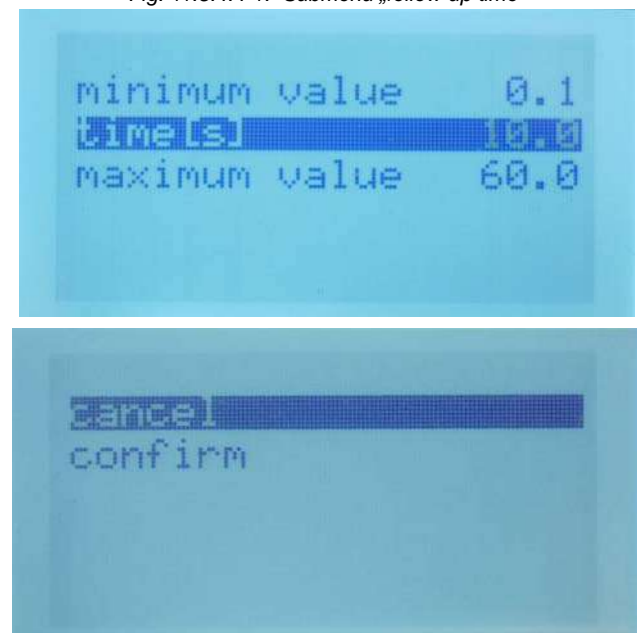 minimum value 0.1
time[s] 10.0
maximum value 60.0
cancel
confirm